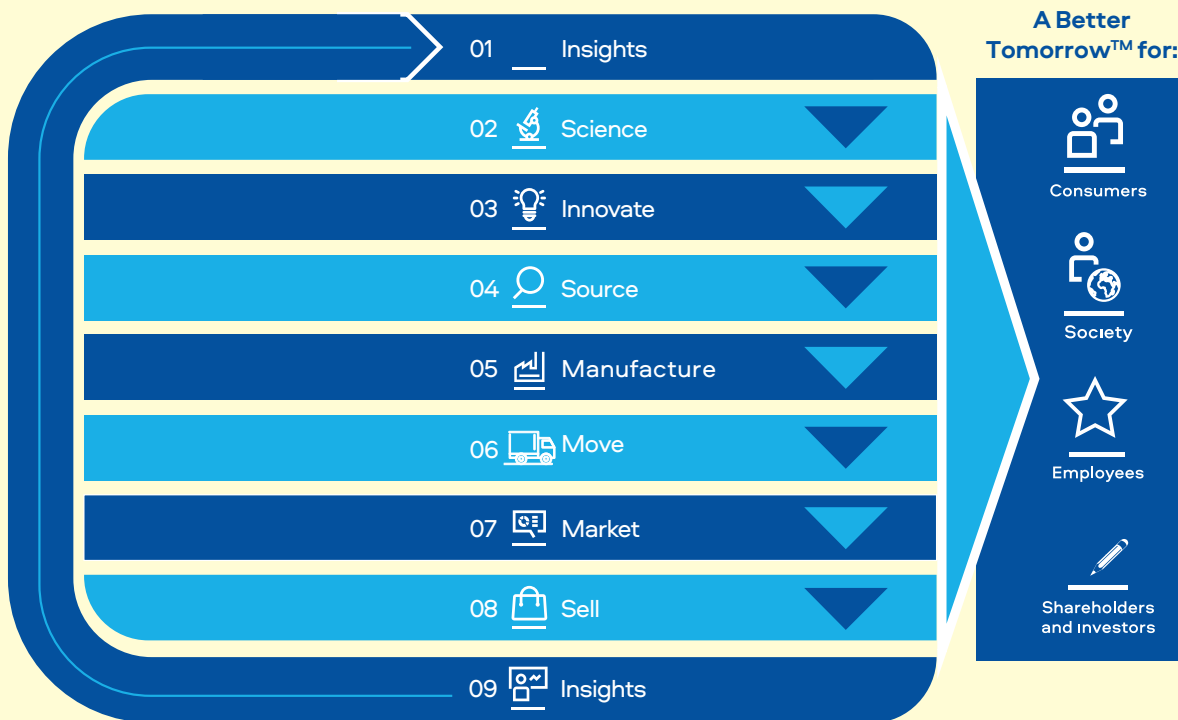 01 Insights
02 Science
03 Innovate
04 Source
05 Manufacture
06 Move
07 Market
08 Sell
09 Insights
A Better
Tomorrow™ for:
Consumers
Society
Employees
Shareholders
and investors